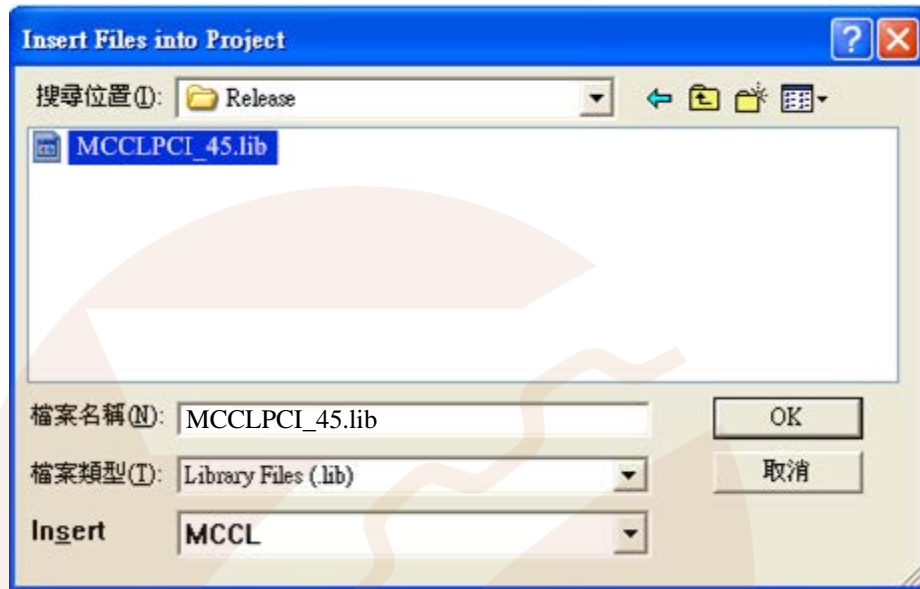 Insert Files into Project
搜尋位置(I): Release
MCCLPCI_45.lib
檔案名稱(N): MCCLPCI_45.lib OK
檔案類型(T): Library Files (.lib) 取消
Insert MCCL